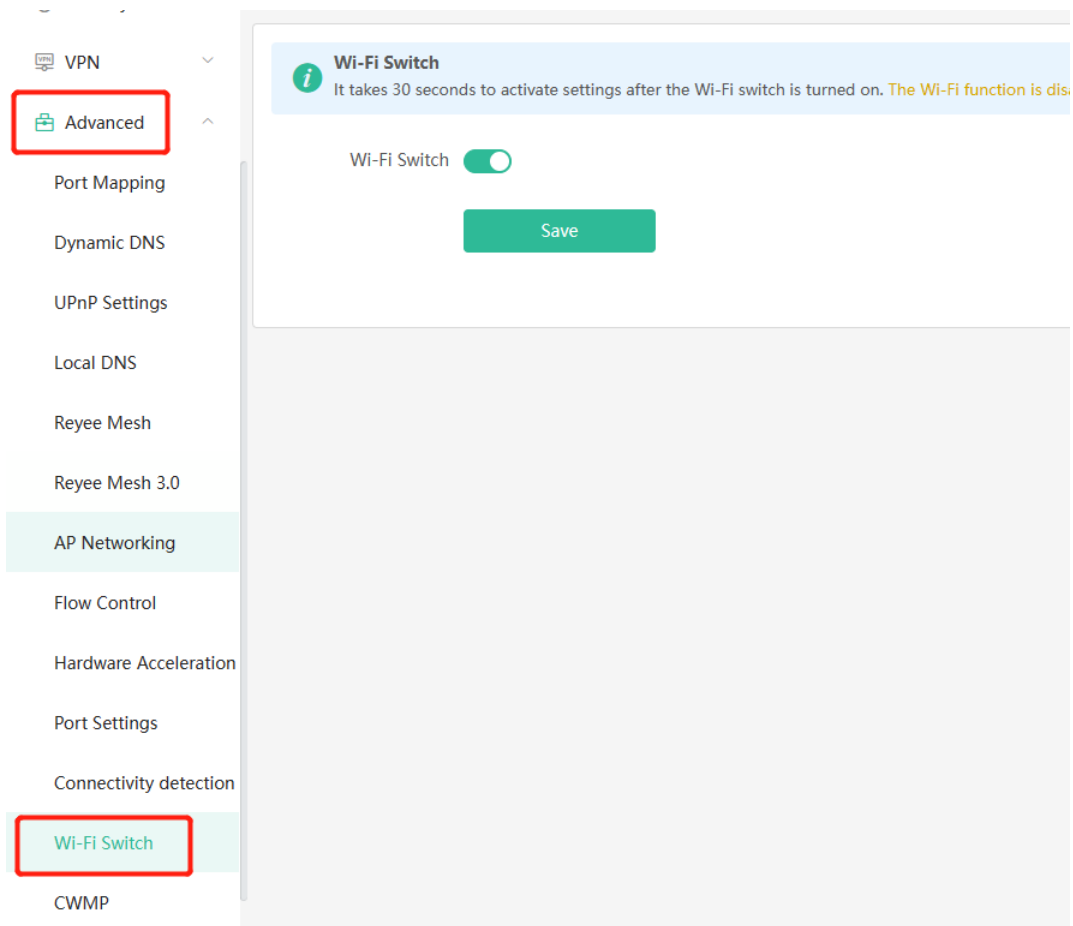 VPN
Advanced
Port Mapping
Dynamic DNS
UPnP Settings
Local DNS
Reyee Mesh
Reyee Mesh 3.0
AP Networking
Flow Control
Hardware Acceleration
Port Settings
Connectivity detection
Wi-Fi Switch
CWMP
Wi-Fi Switch
It takes 30 seconds to activate settings after the Wi-Fi switch is turned on. The Wi-Fi function is
Wi-Fi Switch
Save